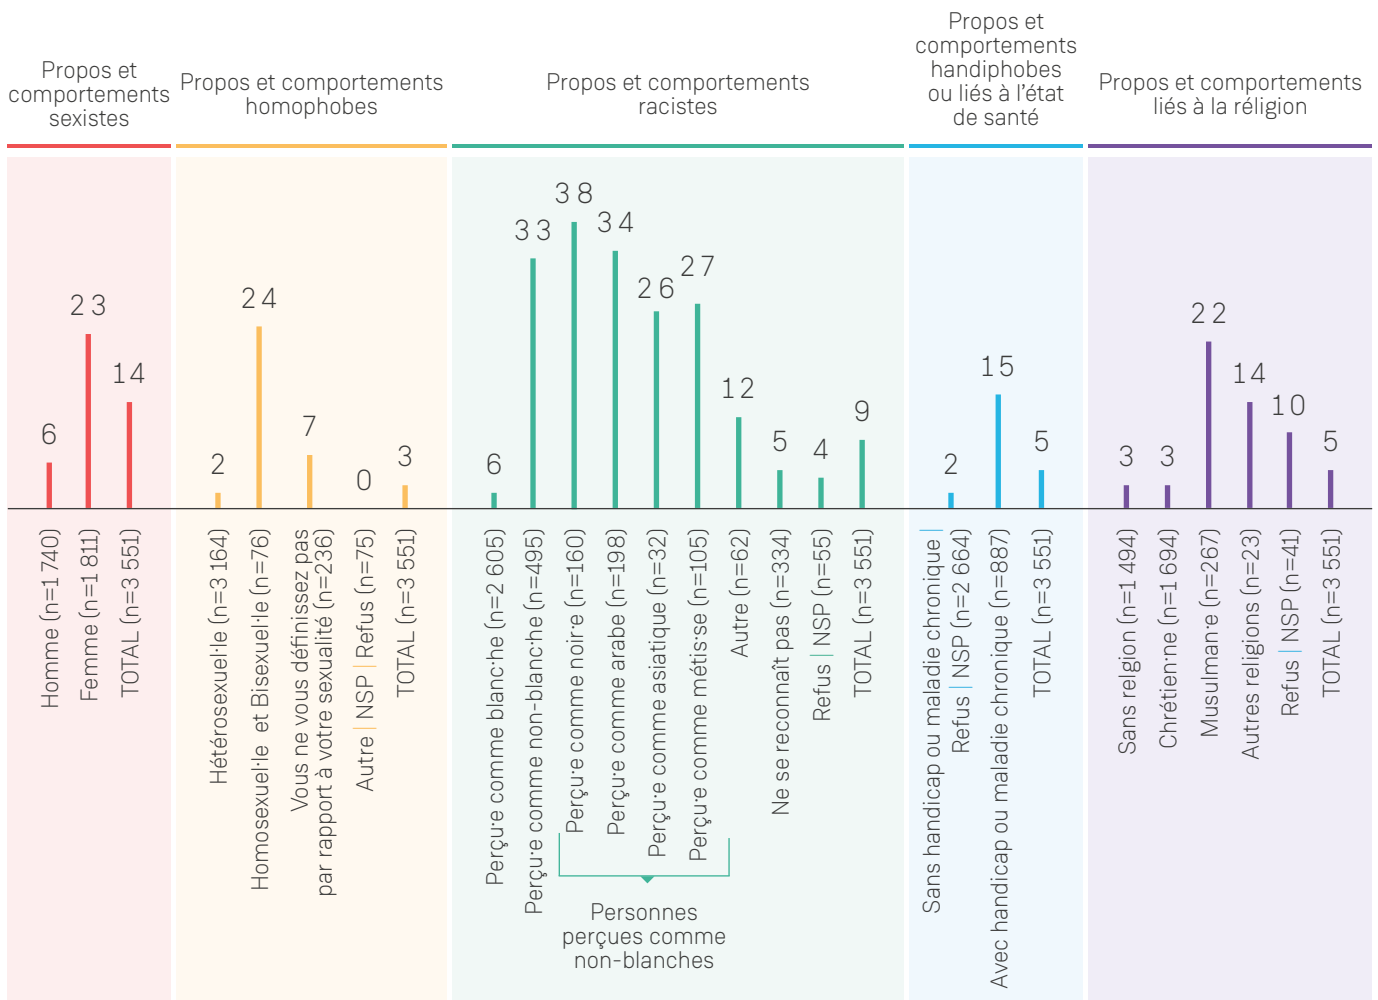 Propos et
comportements
sexistes
Propos et comportements
homophobes
Propos et comportements
racistes
Propos et
comportements
handiphobes
ou liés à l'état
de santé
Propos et comportements
liés à la réligion
6
23
14
2
24
7
0
3
6
33
38
34
26
27
12
5
4
9
2
15
5
3
3
22
14
10
5
Homme (n=1 740)
Femme (n=1 811)
TOTAL (n=3 551)
Hétérosexuel·le (n=3 164)
Homosexuel·le et Bisexuel·le (n=76)
Vous ne vous définissez pas
par rapport à votre sexualité (n=236)
Autre | NSP | Refus (n=75)
TOTAL (n=3 551)
Perçu·e comme blanc·he (n=2 605)
Perçu·e comme non-blanc·he (n=495)
Perçu·e comme noir·e (n=160)
Perçu·e comme arabe (n=198)
Perçu·e comme asiatique (n=32)
Perçu·e comme métis·se (n=105)
Autre (n=62)
Ne se reconnaît pas (n=334)
Refus | NSP (n=55)
TOTAL (n=3 551)
Personnes
perçues comme
non-blanches
Sans handicap ou maladie chronique |
Refus | NSP (n=2 664)
Avec handicap ou maladie chronique (n=887)
TOTAL (n=3 551)
Sans relgion (n=1 494)
Chrétien·ne (n=1 694)
Musulman·e (n=267)
Autres religions (n=23)
Refus | NSP (n=41)
TOTAL (n=3 551)